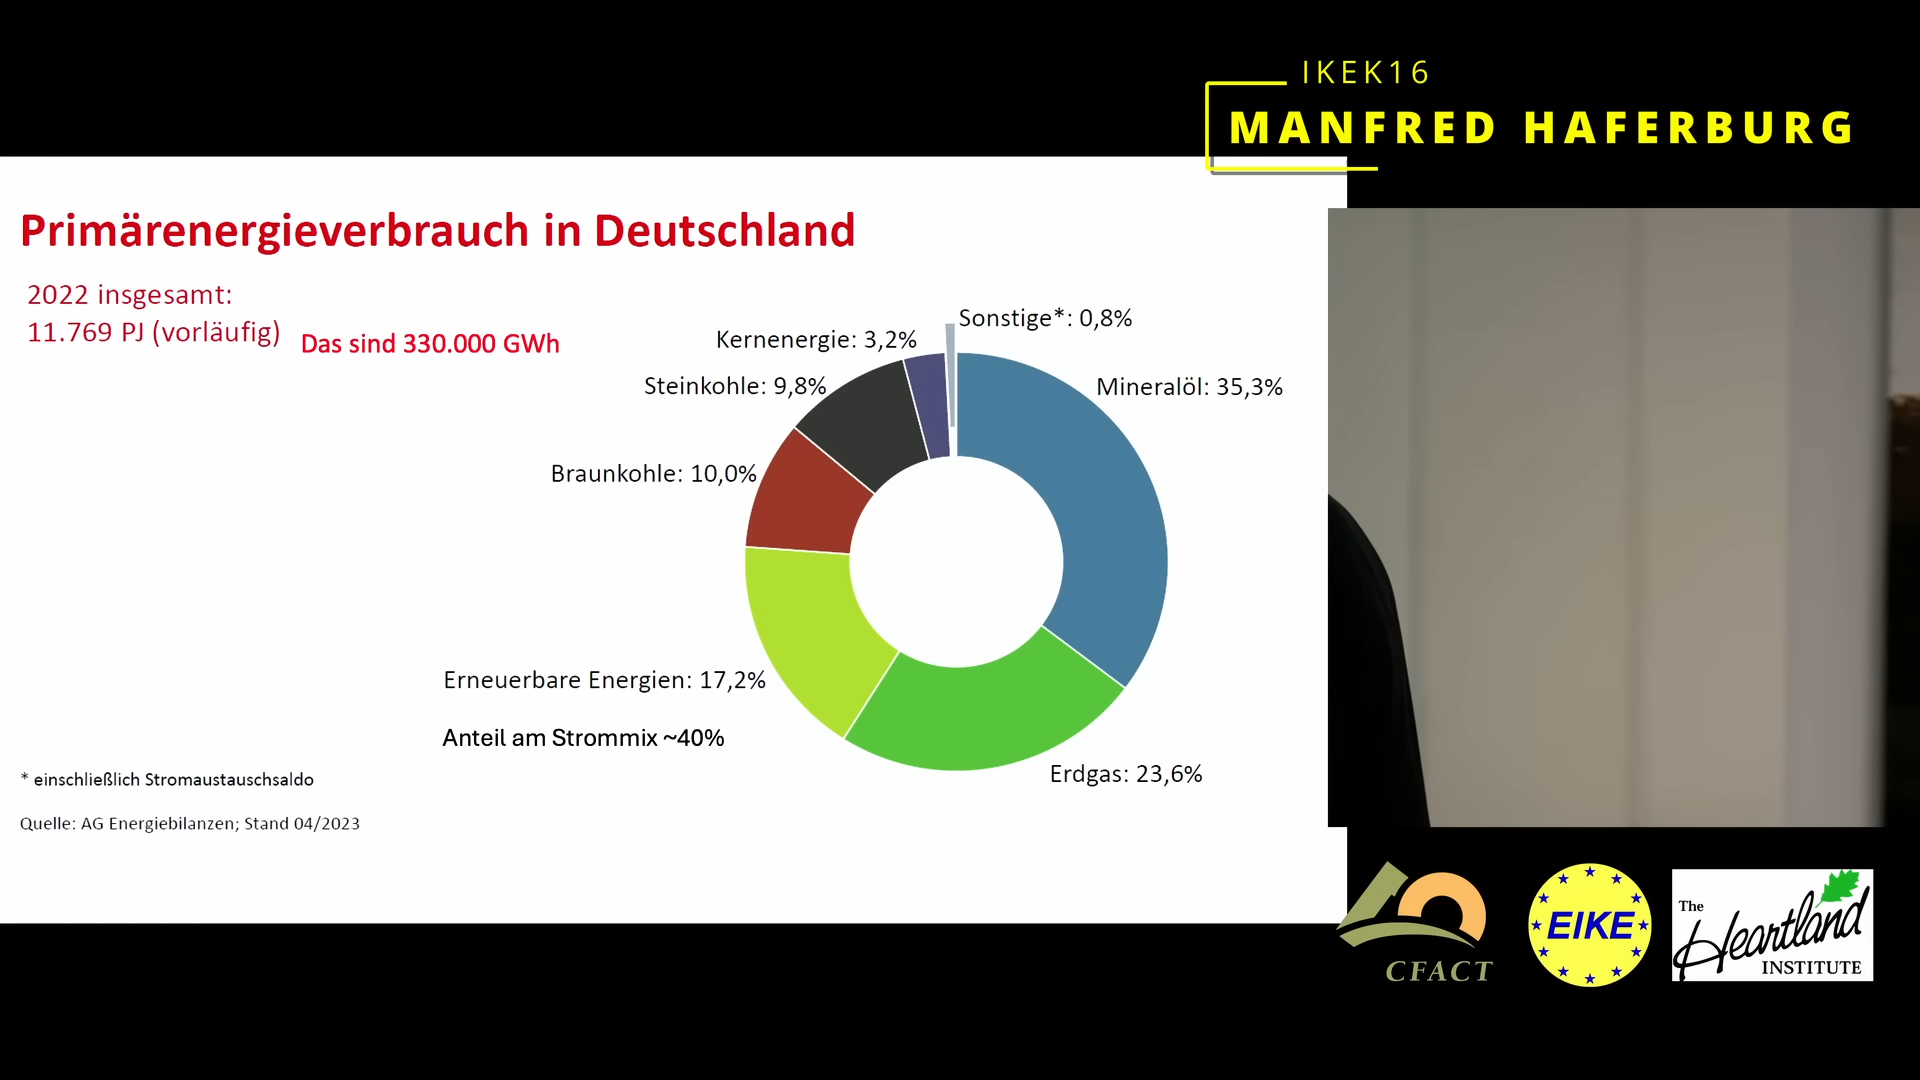 IKEK16
MANFRED HAFERBURG
Primärenergieverbrauch in Deutschland
2022 insgesamt:
11.769 PJ (vorläufig)
Das sind 330.000 GWh
Sonstige*: 0,8%
Kernenergie: 3,2%
Steinkohle: 9,8%
Mineralöl: 35,3%
Braunkohle: 10,0%
Erneuerbare Energien: 17,2%
Anteil am Strommix ~40%
Erdgas: 23,6%
* einschließlich Stromaustauschsaldo
Quelle: AG Energiebilanzen; Stand 04/2023
CFACT
EIKE
The
Heartland
INSTITUTE